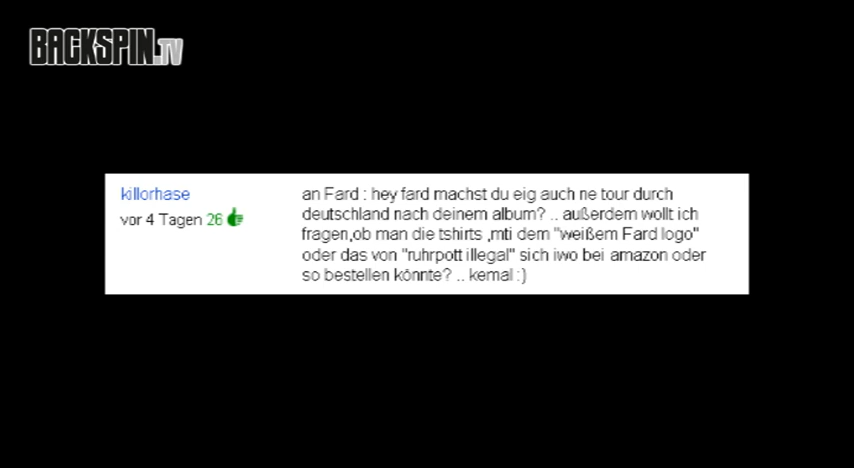 BACKSPIN.TV
killorhase
vor 4 Tagen 26
an Fard : hey fard machst du eig auch ne tour durch
deutschland nach deinem album? .. außerdem wollt ich
fragen,ob man die tshirts ,mti dem "weißem Fard logo"
oder das von "ruhrpott illegal" sich iwo bei amazon oder
so bestellen könnte? .. kemal :)